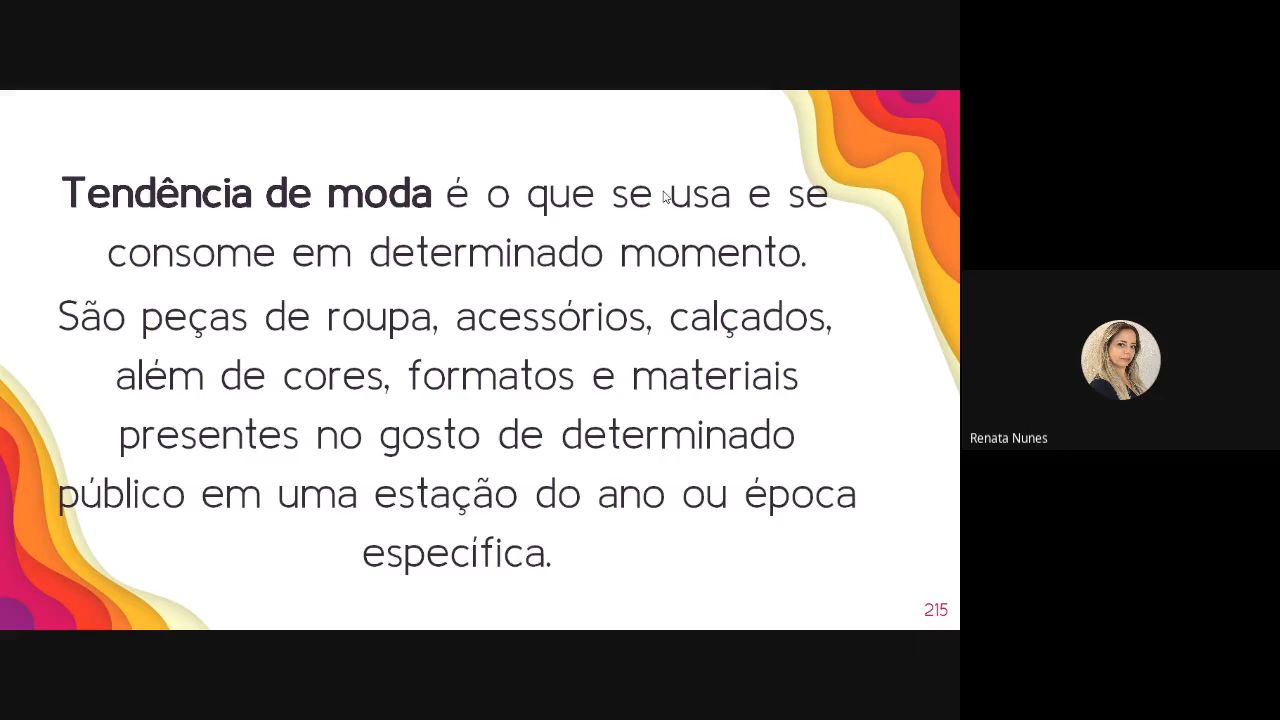 Tendência de moda é o que se usa e se
consome em determinado momento.
São peças de roupa, acessórios, calçados,
além de cores, formatos e materiais
presentes no gosto de determinado
público em uma estação do ano ou época
específica.
215
Renata Nunes